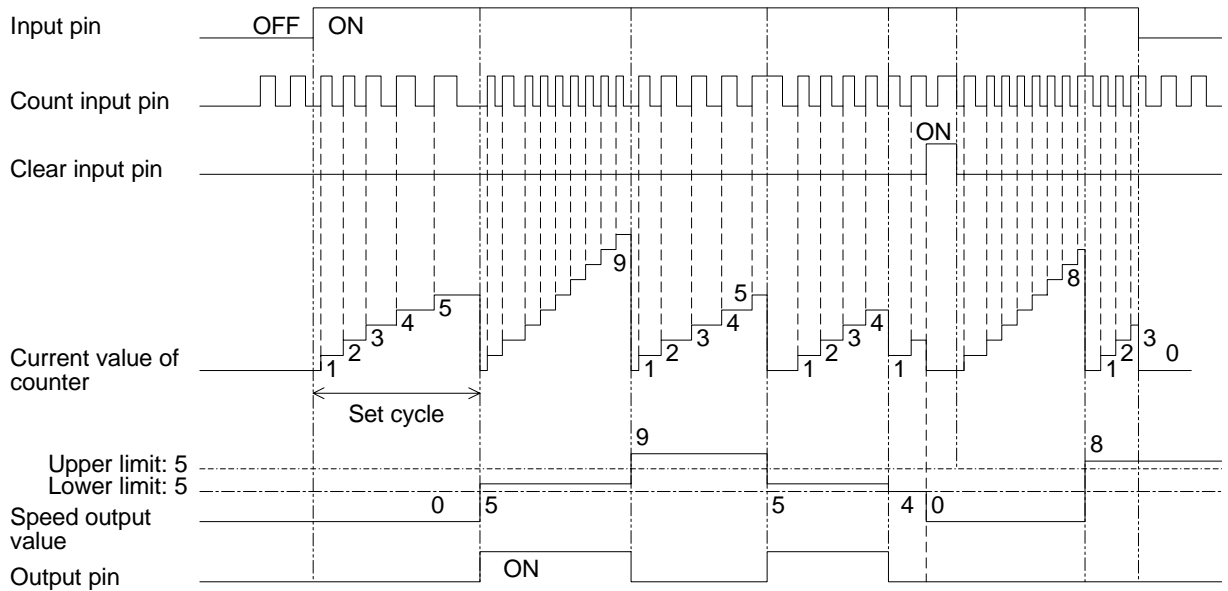 Input pin OFF ON
Count input pin
ON
Clear input pin
9 8
5 5
4 4 4
3 3 3 3
2 2 2 2 0
Current value of
counter
1 1 1 1 1
Set cycle
9 8
Upper limit: 5
Lower limit: 5
Speed output
value
0 5 5 4 0
Output pin ON